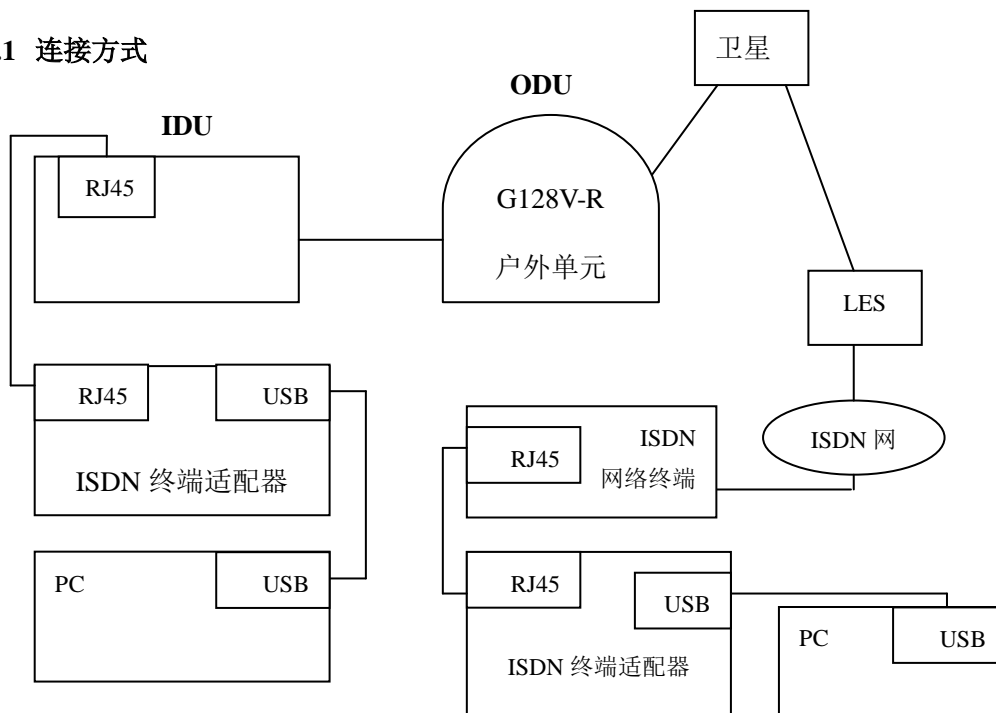 .1 连接方式
卫星
ODU
IDU
RJ45
G128V-R
户外单元
LES
RJ45
USB
ISDN 终端适配器
ISDN
网络终端
RJ45
ISDN 网
PC
USB
RJ45
USB
ISDN 终端适配器
PC
USB